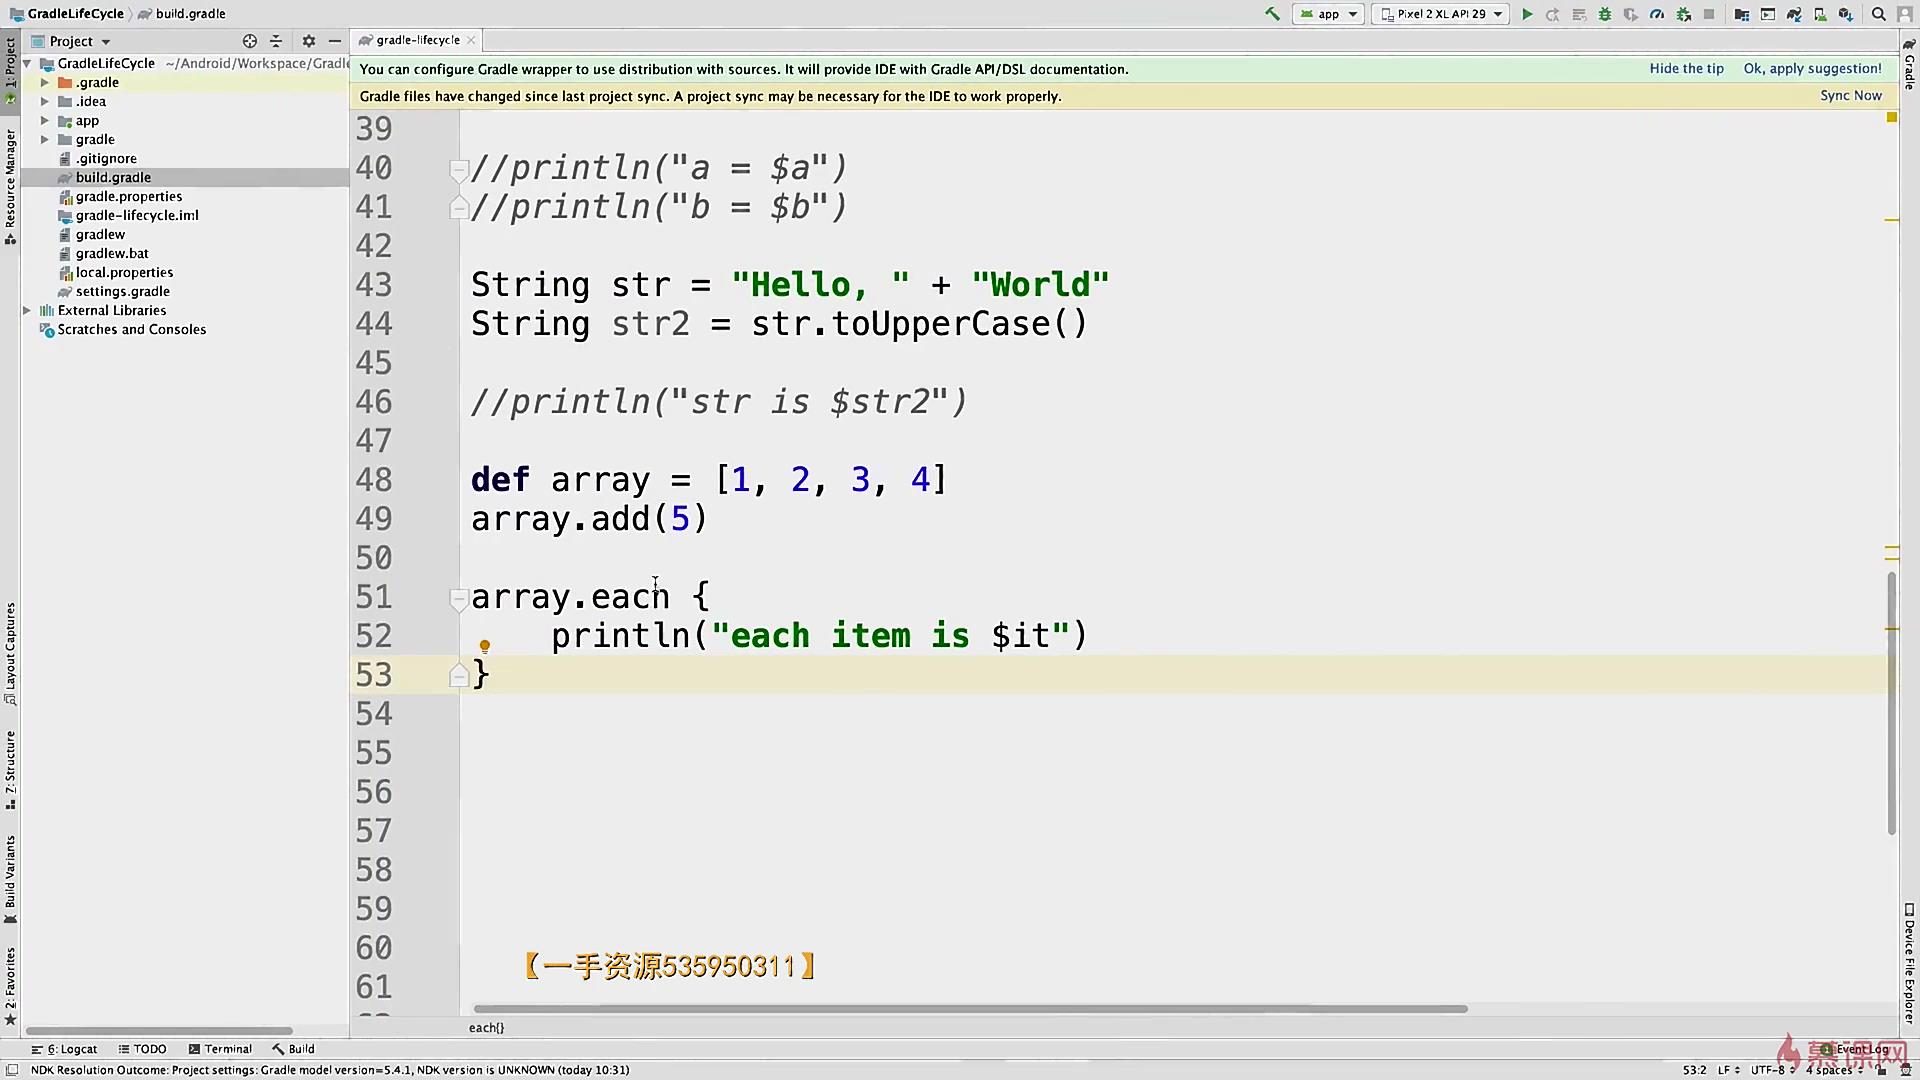 GradleLifeCycle build.gradle
app Pixel 2 XL API 29
Project
gradle-lifecycle
GradleLifeCycle ~/Android/Workspace/Gradle
.gradle
.idea
app
gradle
.gitignore
build.gradle
gradle.properties
gradle-lifecycle.iml
gradlew
gradlew.bat
local.properties
settings.gradle
External Libraries
Scratches and Consoles
1: Project
Resource Manager
Layout Captures
7: Structure
Build Variants
2: Favorites
You can configure Gradle wrapper to use distribution with sources. It will provide IDE with Gradle API/DSL documentation. Hide the tip Ok, apply suggestion!
Gradle files have changed since last project sync. A project sync may be necessary for the IDE to work properly. Sync Now
39
40 //println("a = $a")
41 //println("b = $b")
42
43 String str = "Hello, " + "World"
44 String str2 = str.toUpperCase()
45
46 //println("str is $str2")
47
48 def array = [1, 2, 3, 4]
49 array.add(5)
50
51 array.each {
52 println("each item is $it")
53 }
54
55
56
57
58
59
60
61
【一手资源535950311】
each{}
Gradle
Device File Explorer
6: Logcat TODO Terminal Build Event Log
慕课网
NDK Resolution Outcome: Project settings: Gradle model version=5.4.1, NDK version is UNKNOWN (today 10:31) 53:2 LF UTF-8 4 spaces